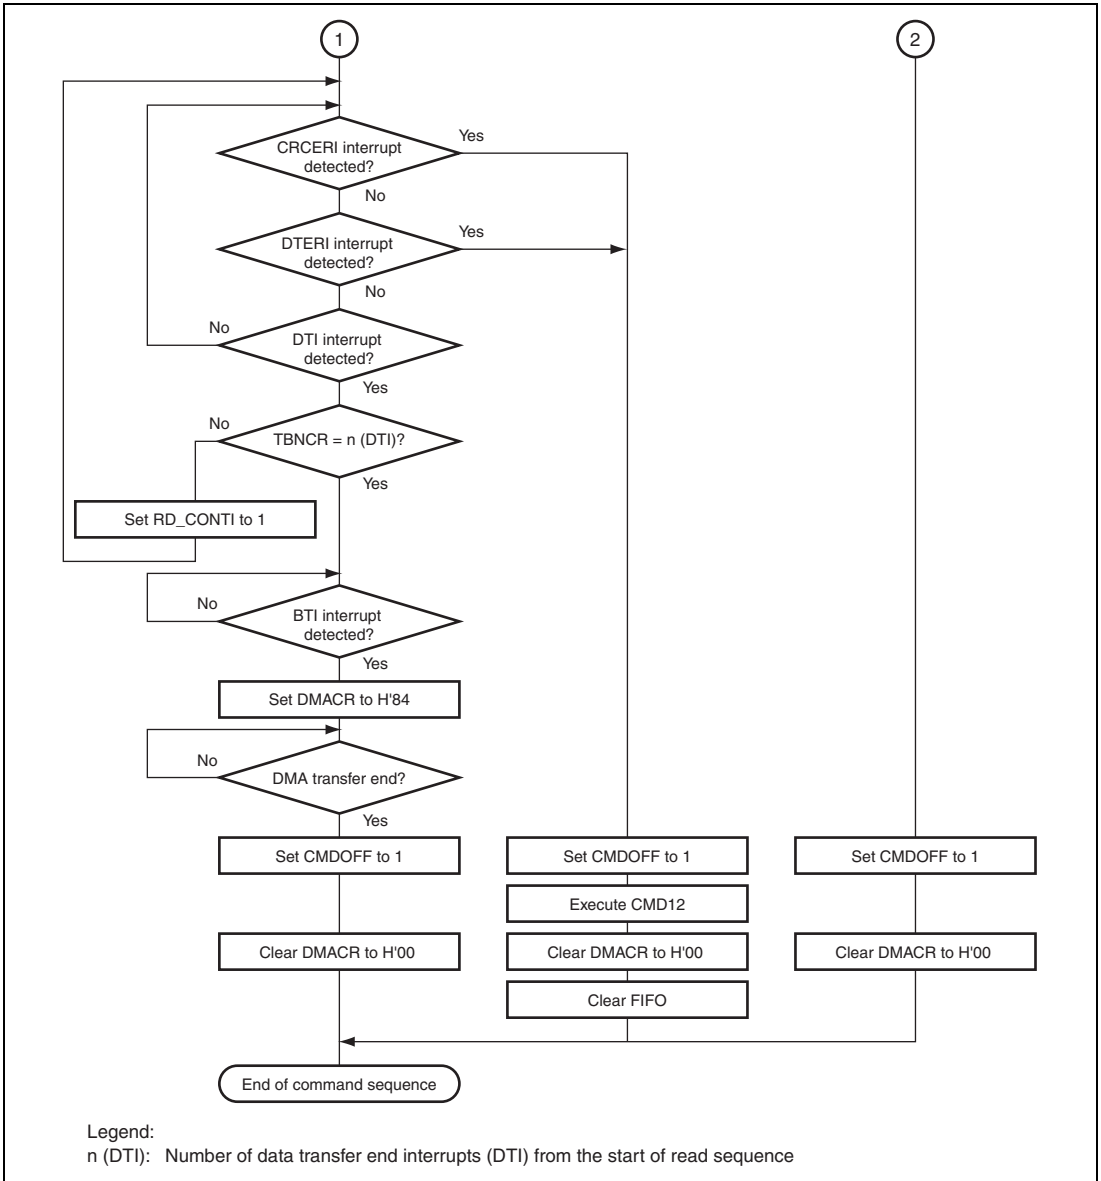 1
2
CRCERI interrupt
detected?
Yes
No
DTERI interrupt
detected?
Yes
No
No
DTI interrupt
detected?
Yes
No
TBNCR = n (DTI)?
Yes
Set RD_CONTI to 1
No
BTI interrupt
detected?
Yes
Set DMACR to H'84
No
DMA transfer end?
Yes
Set CMDOFF to 1
Set CMDOFF to 1
Set CMDOFF to 1
Execute CMD12
Clear DMACR to H'00
Clear DMACR to H'00
Clear DMACR to H'00
Clear FIFO
End of command sequence
Legend:
n (DTI): Number of data transfer end interrupts (DTI) from the start of read sequence